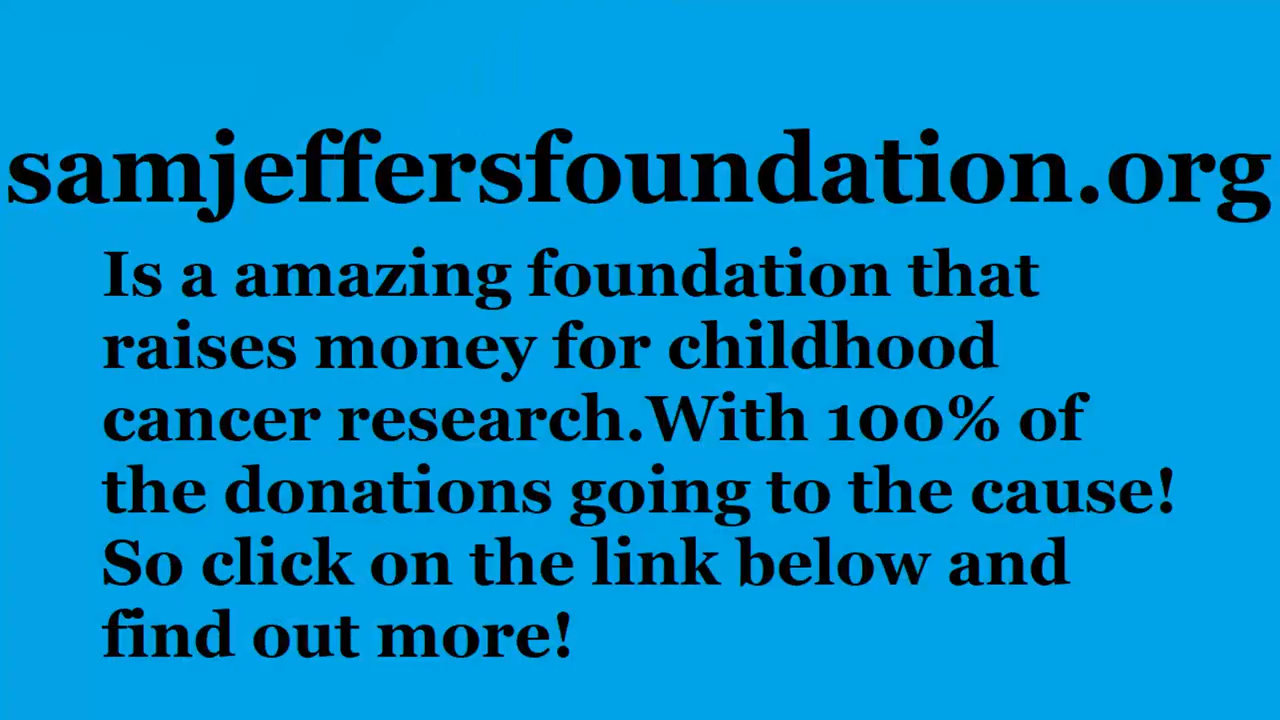 samjeffersfoundation.org
Is a amazing foundation that
raises money for childhood
cancer research.With 100% of
the donations going to the cause!
So click on the link below and
find out more!